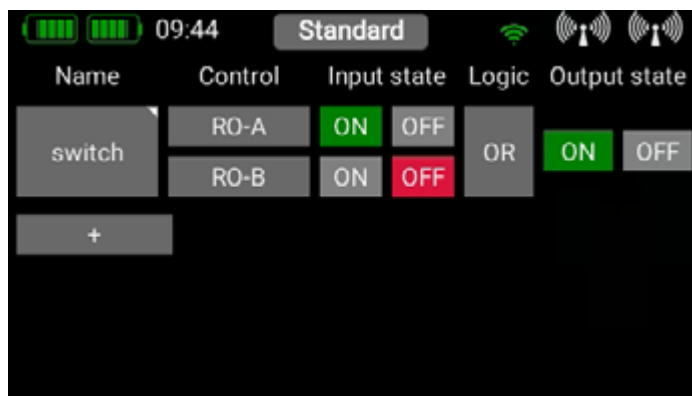 09:44 Standard
Name Control Input state Logic Output state
switch RO-A ON OFF OR ON OFF
RO-B ON OFF
+